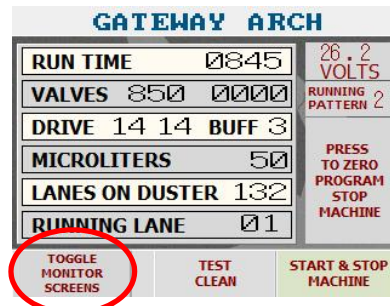 GATEWAY ARCH
RUN TIME 0845
VALVES 850 0000
DRIVE 14 14 BUFF 3
MICROLITERS 50
LANES ON DUSTER 132
RUNNING LANE 01
26.2
VOLTS
RUNNING
PATTERN 2
PRESS
TO ZERO
PROGRAM
STOP
MACHINE
TOGGLE
MONITOR
SCREENS
TEST
CLEAN
START & STOP
MACHINE